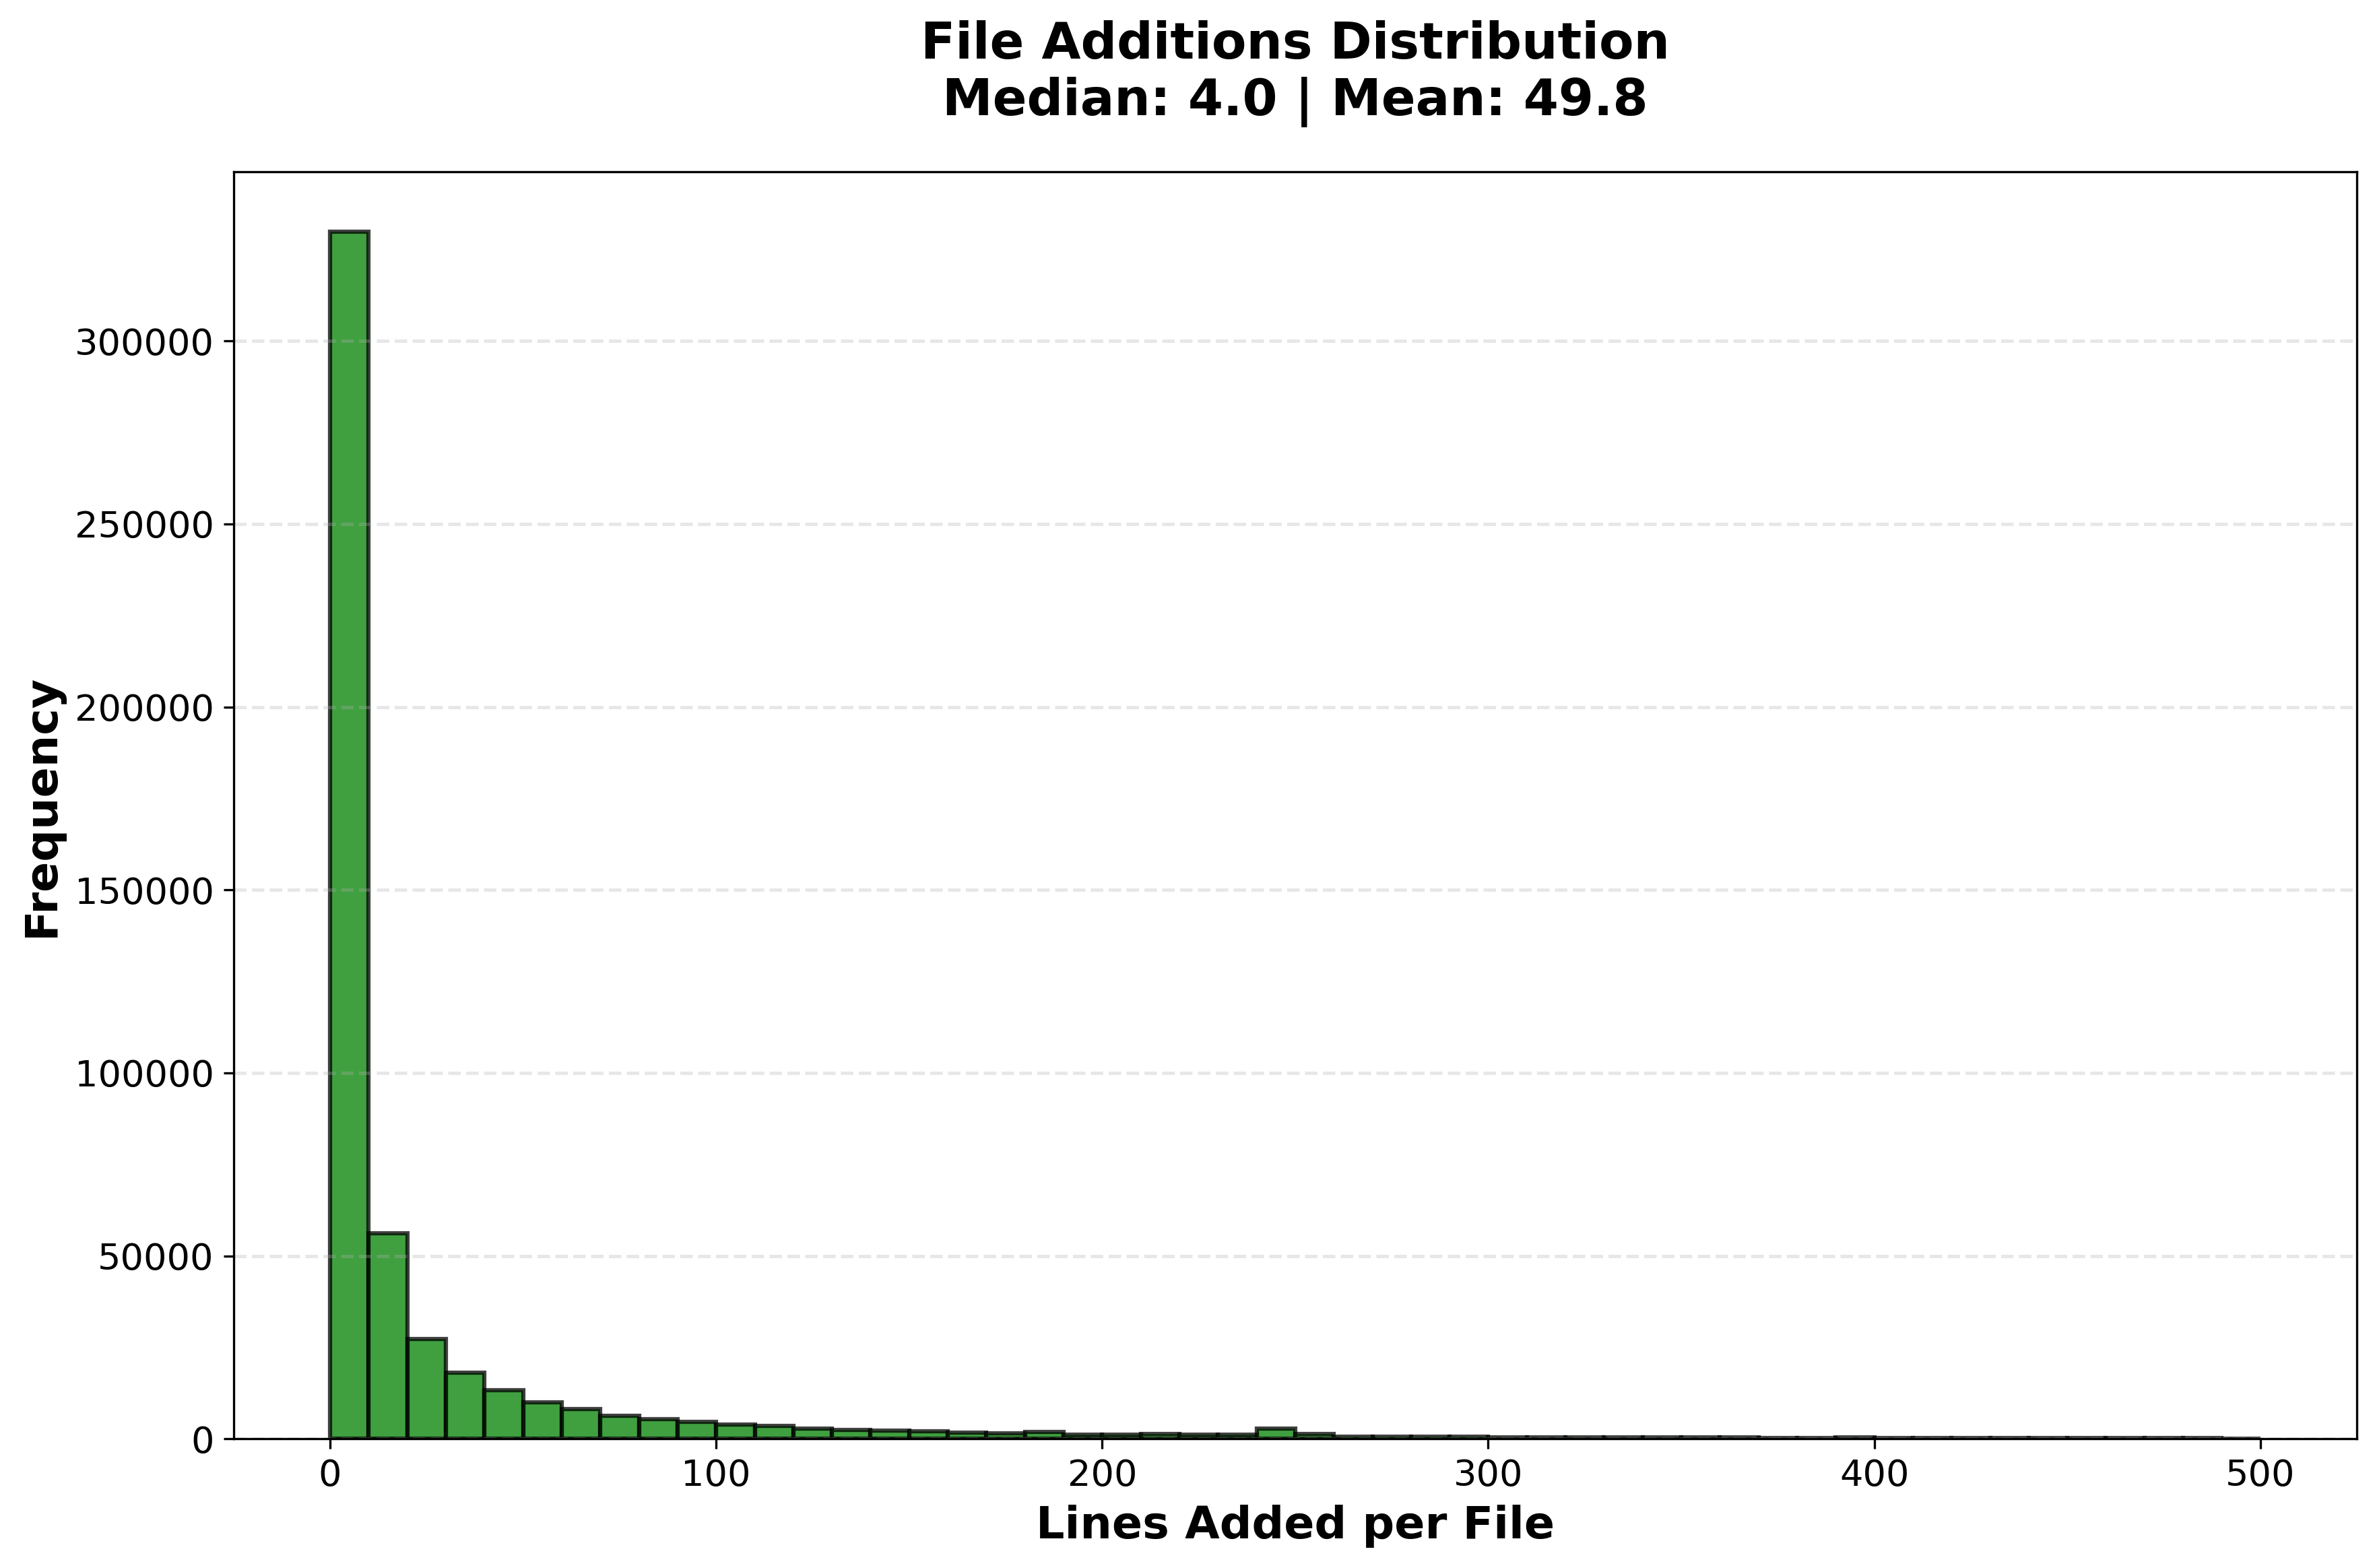 File Additions Distribution
Median: 4.0 | Mean: 49.8
Frequency
300000
250000
200000
150000
100000
50000
0
0 100 200 300 400 500
Lines Added per File